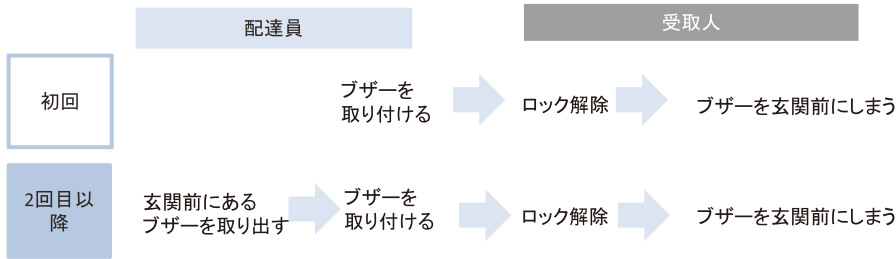 配達員
受取人
初回
ブザーを
取り付ける
ロック解除
ブザーを玄関前にしまう
2回目以
降
玄関前にある
ブザーを取り出す
ブザーを
取り付ける
ロック解除
ブザーを玄関前にしまう